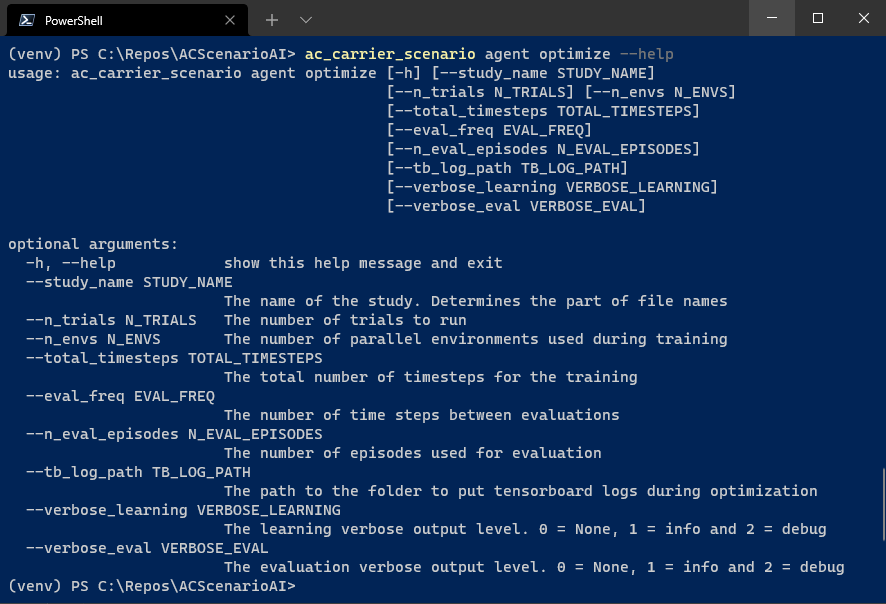 PowerShell
(venv) PS C:\Repos\ACScenarioAI> ac_carrier_scenario agent optimize --help
usage: ac_carrier_scenario agent optimize [-h] [--study_name STUDY_NAME]
                                          [--n_trials N_TRIALS] [--n_envs N_ENVS]
                                          [--total_timesteps TOTAL_TIMESTEPS]
                                          [--eval_freq EVAL_FREQ]
                                          [--n_eval_episodes N_EVAL_EPISODES]
                                          [--tb_log_path TB_LOG_PATH]
                                          [--verbose_learning VERBOSE_LEARNING]
                                          [--verbose_eval VERBOSE_EVAL]

optional arguments:
  -h, --help            show this help message and exit
  --study_name STUDY_NAME
                        The name of the study. Determines the part of file names
  --n_trials N_TRIALS   The number of trials to run
  --n_envs N_ENVS       The number of parallel environments used during training
  --total_timesteps TOTAL_TIMESTEPS
                        The total number of timesteps for the training
  --eval_freq EVAL_FREQ
                        The number of time steps between evaluations
  --n_eval_episodes N_EVAL_EPISODES
                        The number of episodes used for evaluation
  --tb_log_path TB_LOG_PATH
                        The path to the folder to put tensorboard logs during optimization
  --verbose_learning VERBOSE_LEARNING
                        The learning verbose output level. 0 = None, 1 = info and 2 = debug
  --verbose_eval VERBOSE_EVAL
                        The evaluation verbose output level. 0 = None, 1 = info and 2 = debug
(venv) PS C:\Repos\ACScenarioAI>